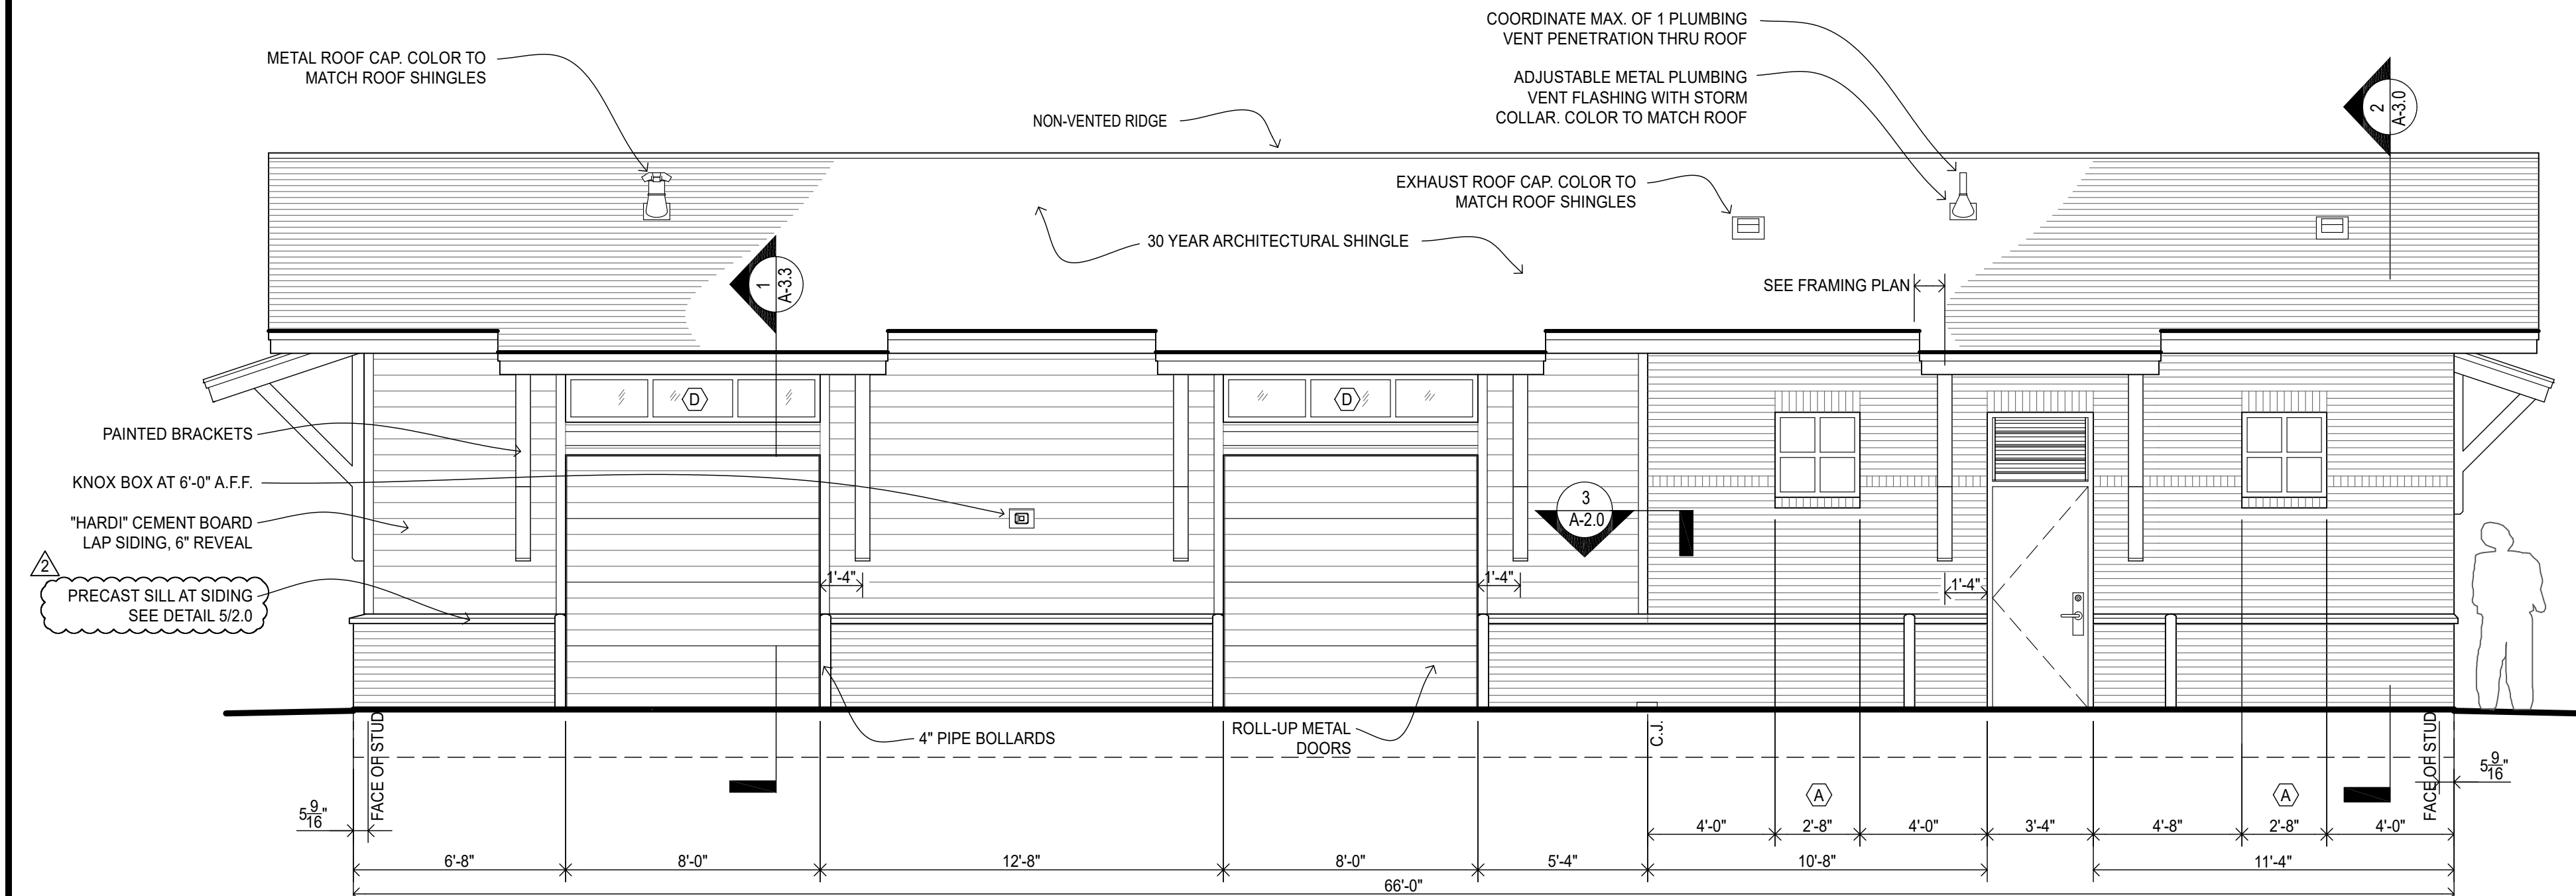 COORDINATE MAX. OF 1 PLUMBING
VENT PENETRATION THRU ROOF
METAL ROOF CAP. COLOR TO
MATCH ROOF SHINGLES
ADJUSTABLE METAL PLUMBING
VENT FLASHING WITH STORM
COLLAR. COLOR TO MATCH ROOF
2
A-3.0
NON-VENTED RIDGE
EXHAUST ROOF CAP. COLOR TO
MATCH ROOF SHINGLES
30 YEAR ARCHITECTURAL SHINGLE
1
A-3.3
SEE FRAMING PLAN
D
D
PAINTED BRACKETS
KNOX BOX AT 6'-0" A.F.F.
"HARDI" CEMENT BOARD
LAP SIDING, 6" REVEAL
3
A-2.0
2
PRECAST SILL AT SIDING
SEE DETAIL 5/2.0
1'-4"
1'-4"
1'-4"
4" PIPE BOLLARDS
ROLL-UP METAL
DOORS
C.J.
FACE OF STUD
FACE OF STUD
5 9/16"
5 9/16"
A
A
4'-0"
2'-8"
4'-0"
3'-4"
4'-8"
2'-8"
4'-0"
6'-8"
8'-0"
12'-8"
8'-0"
5'-4"
10'-8"
11'-4"
66'-0"